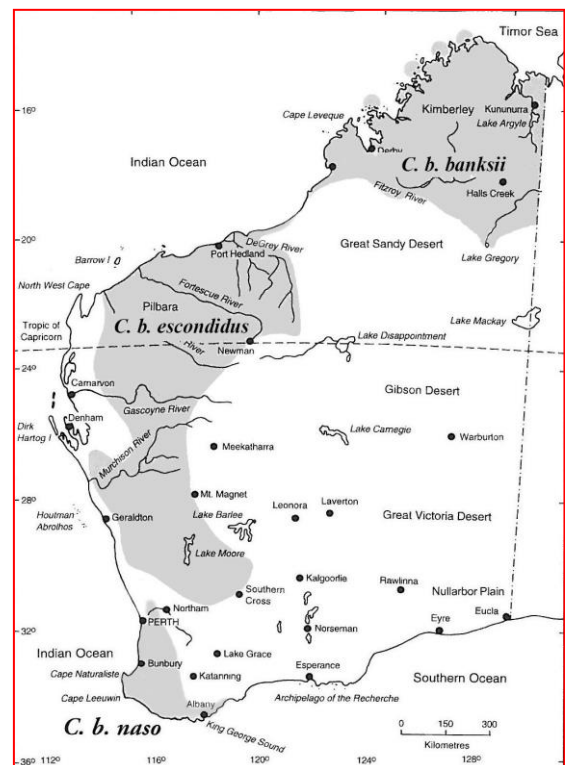 Timor Sea
16°
Kimberley
Kununurra
Cape Leveque
Lake Argyle
Derby
Indian Ocean
C. b. banksii
Halls Creek
Fitzroy River
20°
DeGrey River
Great Sandy Desert
Port Hedland
Barrow I
Lake Gregory
North West Cape
Fortescue River
Pilbara
Lake Mackay
Tropic of
Capricorn
C. b. escondidus
Lake Disappointment
River
Newman
24°
Gibson Desert
Carnarvon
Gascoyne River
Denham
Dirk
Hartog I
Lake Carnegie
Warburton
Murchison River
Meekatharra
28°
Mt. Magnet
Laverton
Leonora
Houtman
Abrolhos
Geraldton
Lake Barlee
Great Victoria Desert
Lake Moore
Kalgoorlie
Rawlinna
Southern
Cross
Nullarbor Plain
Northam
Eucla
PERTH
Norseman
Eyre
32°
Indian Ocean
Lake Grace
Bunbury
Esperance
Southern Ocean
Cape Naturaliste
Katanning
Cape Leeuwin
Albany
Archipelago of the Recherche
C. b. naso
King George Sound
0 150 300
Kilometres
36° 112° 116° 120° 124° 128°